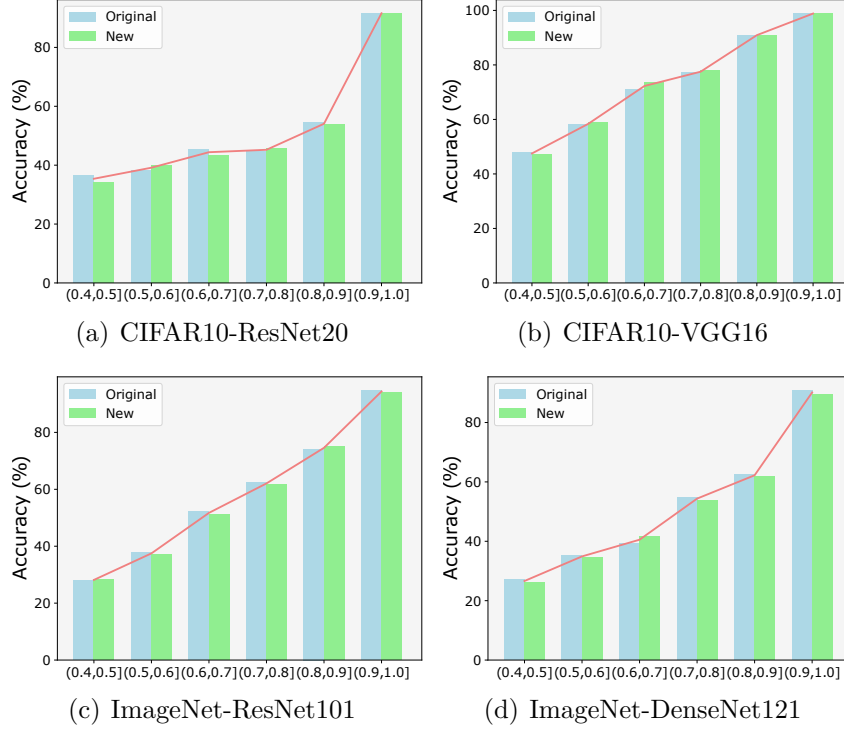 Original
New
Accuracy (%)
80
60
40
20
0
(0.4,0.5] (0.5,0.6] (0.6,0.7] (0.7,0.8] (0.8,0.9] (0.9,1.0]
(a) CIFAR10-ResNet20
Original
New
Accuracy (%)
100
80
60
40
20
0
(0.4,0.5] (0.5,0.6] (0.6,0.7] (0.7,0.8] (0.8,0.9] (0.9,1.0]
(b) CIFAR10-VGG16
Original
New
Accuracy (%)
80
60
40
20
0
(0.4,0.5] (0.5,0.6] (0.6,0.7] (0.7,0.8] (0.8,0.9] (0.9,1.0]
(c) ImageNet-ResNet101
Original
New
Accuracy (%)
80
60
40
20
0
(0.4,0.5] (0.5,0.6] (0.6,0.7] (0.7,0.8] (0.8,0.9] (0.9,1.0]
(d) ImageNet-DenseNet121